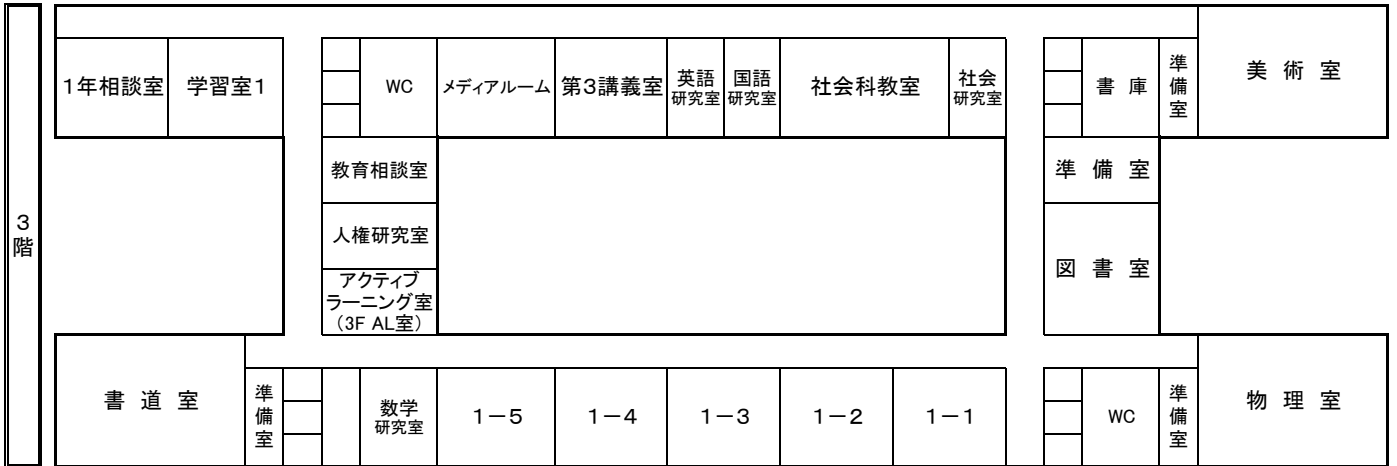 3階
1年相談室
学習室1
WC
メディアルーム
第3講義室
英語
研究室
国語
研究室
社会科教室
社会
研究室
書庫
準備室
美術室
教育相談室
人権研究室
アクティブ
ラーニング室
（3F AL室）
準備室
図書室
書道室
準備室
数学
研究室
1－5
1－4
1－3
1－2
1－1
WC
準備室
物理室